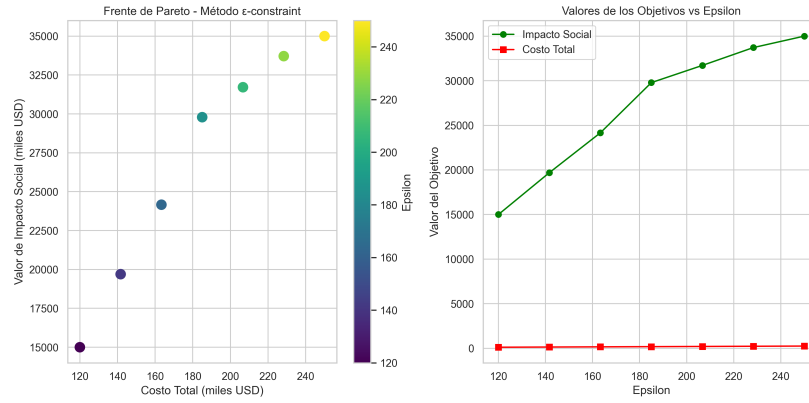 Frente de Pareto - Método ε-constraint
Valor de Impacto Social (miles USD)
35000
32500
30000
27500
25000
22500
20000
17500
15000
120 140 160 180 200 220 240
Costo Total (miles USD)
240
220
200
180
160
140
120
Epsilon
Valores de los Objetivos vs Epsilon
Impacto Social
Costo Total
Valor del Objetivo
35000
30000
25000
20000
15000
10000
5000
0
120 140 160 180 200 220 240
Epsilon